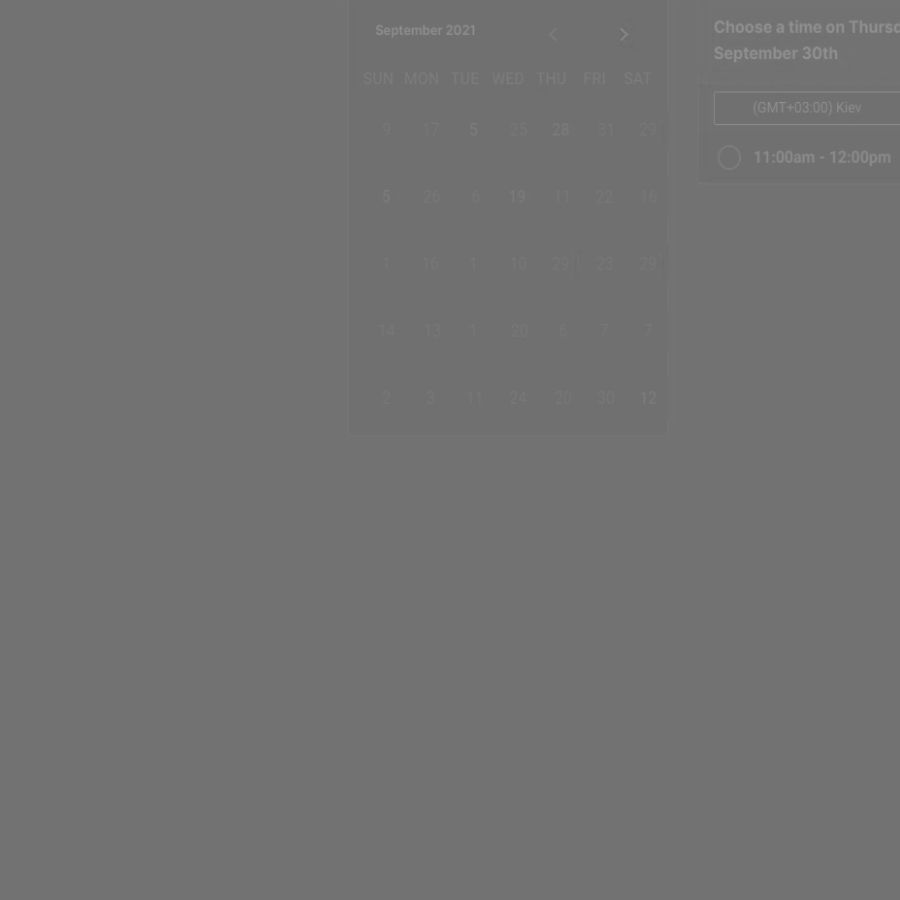 September 2021
SUN MON TUE WED THU FRI SAT
9 17 5 25 28 31 29
5 26 6 19 11 22 16
1 16 1 10 29 23 29
14 13 1 20 6 7 7
2 3 11 24 20 30 12
Choose a time on Thursd
September 30th
(GMT+03:00) Kiev
11:00am - 12:00pm